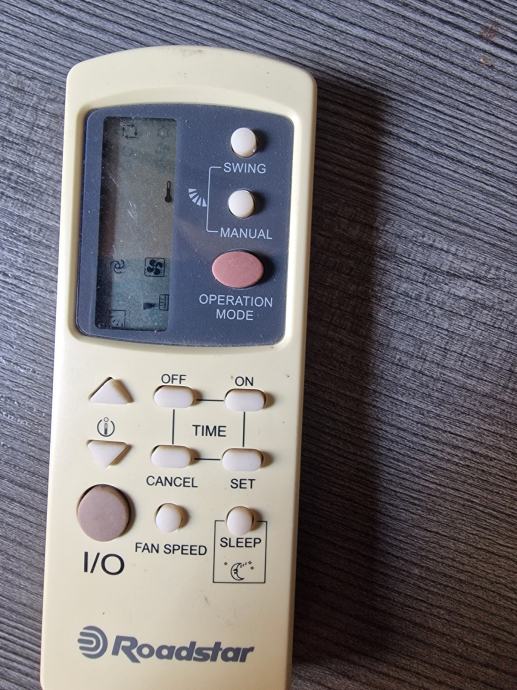 SWING
MANUAL
OPERATION
MODE
OFF
ON
TIME
CANCEL
SET
I/O
FAN SPEED
SLEEP
Roadstar